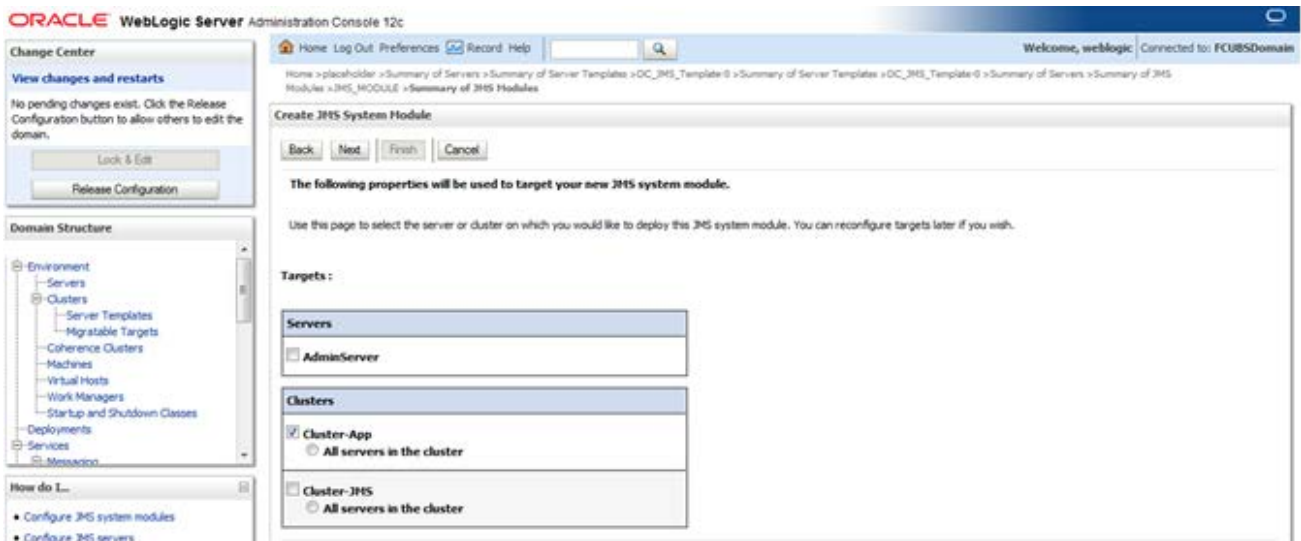 ORACLE WebLogic Server Administration Console 12c
Change Center
View changes and restarts
No pending changes exist. Click the Release
Configuration button to allow others to edit the
domain.
Lock & Edit
Release Configuration
Domain Structure
Environment
Servers
Clusters
Server Templates
Migratable Targets
Coherence Clusters
Machines
Virtual Hosts
Work Managers
Startup and Shutdown Classes
Deployments
Services
Messaging
How do I...
Configure JMS system modules
Configure JMS servers
Home Log Out Preferences Record Help
Welcome, weblogic Connected to: FCUBSDomain
Home >placeholder >Summary of Servers >Summary of Server Templates >DC_JMS_Template-0 >Summary of Server Templates >DC_JMS_Template-0 >Summary of Servers >Summary of JMS
Modules >JMS_MODULE >Summary of JMS Modules
Create JMS System Module
Back Next Finish Cancel
The following properties will be used to target your new JMS system module.
Use this page to select the server or cluster on which you would like to deploy this JMS system module. You can reconfigure targets later if you wish.
Targets :
Servers
AdminServer
Clusters
Cluster-App
All servers in the cluster
Cluster-JMS
All servers in the cluster